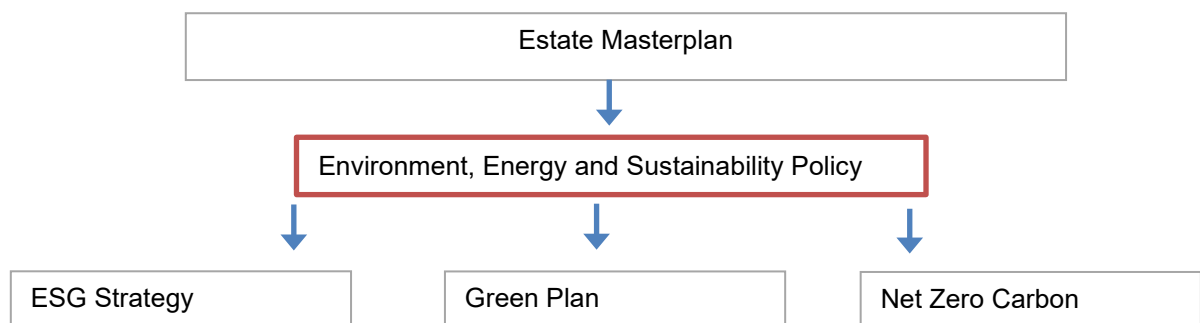 Estate Masterplan
Environment, Energy and Sustainability Policy
ESG Strategy
Green Plan
Net Zero Carbon